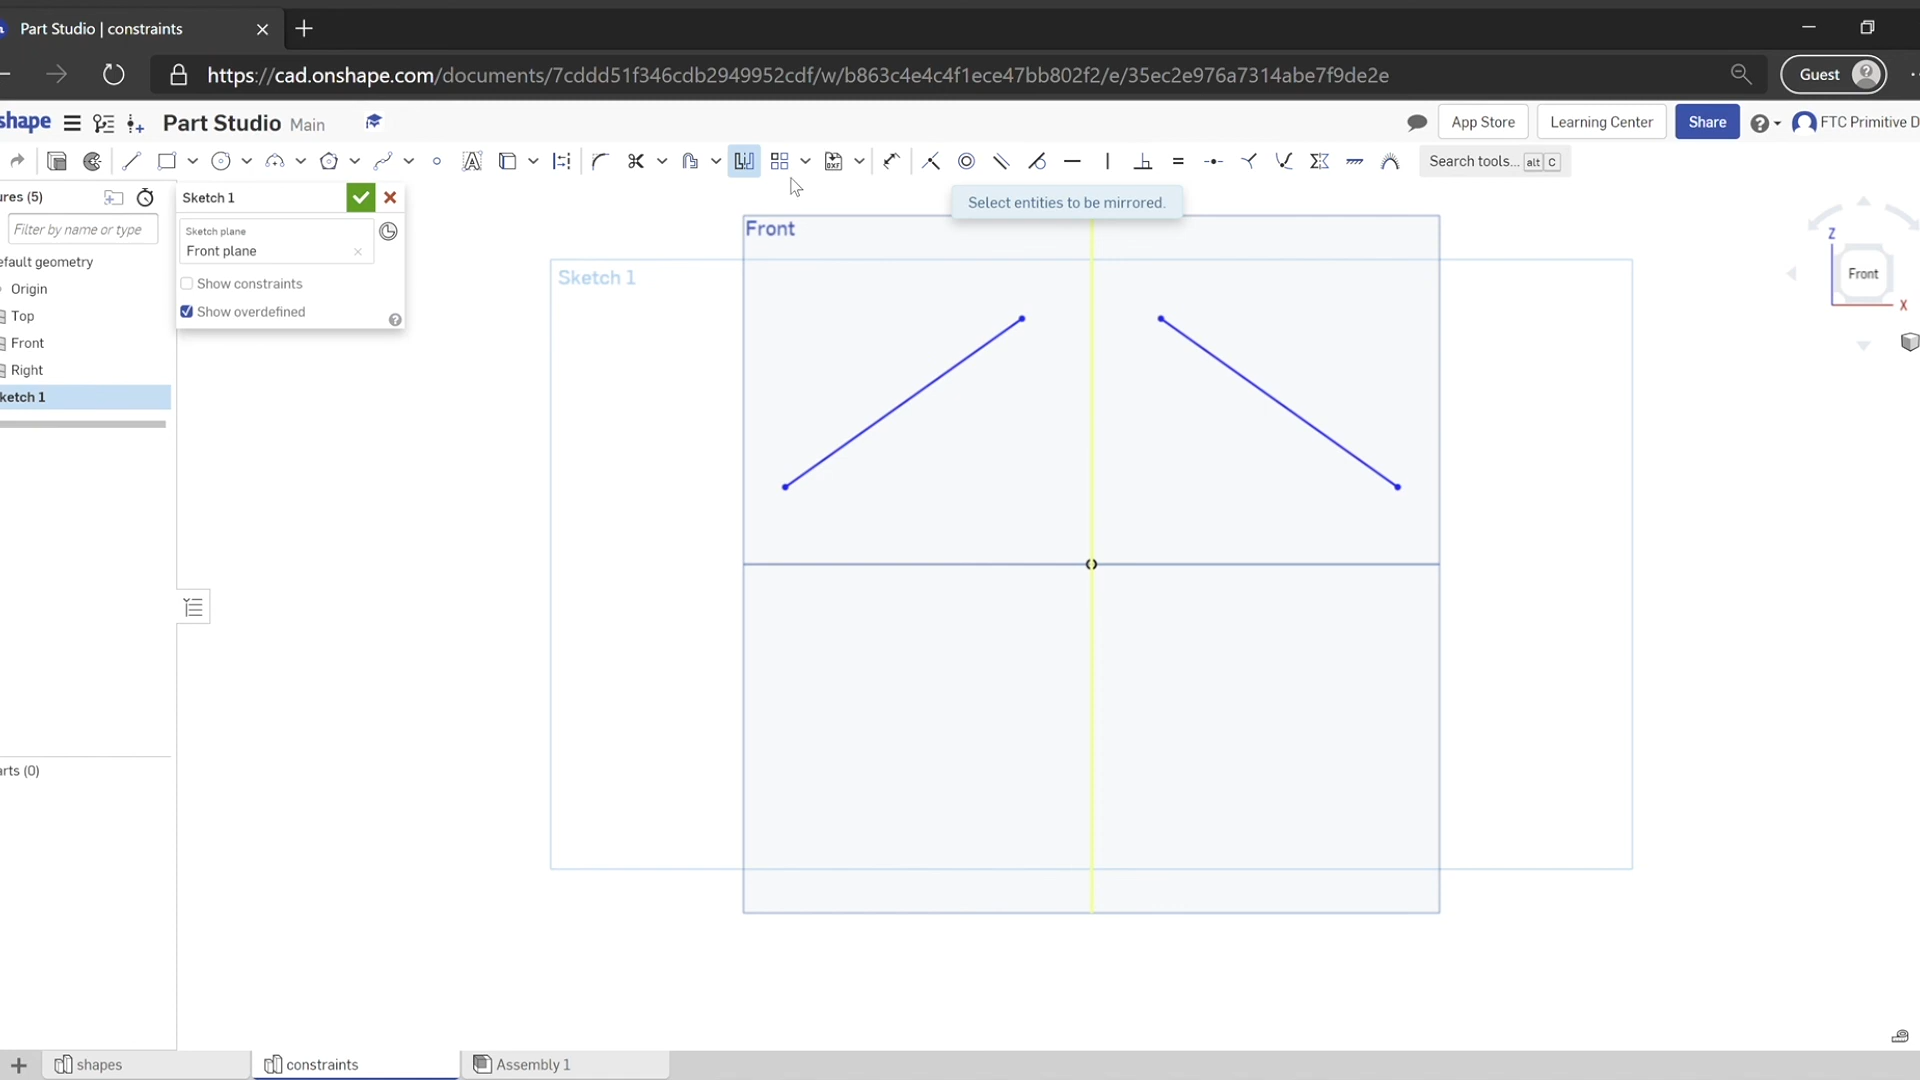 Part Studio | constraints
https://cad.onshape.com/documents/7cddd51f346cdb2949952cdf/w/b863c4e4c4f1ece47bb802f2/e/35ec2e976a7314abe7f9de2e
Guest
shape Part Studio Main
App Store
Learning Center
Share
FTC Primitive D
DXF
Search tools... alt C
ures (5)
Sketch 1
Select entities to be mirrored.
Filter by name or type
Sketch plane
Front plane
Front
efault geometry
Sketch 1
Show constraints
Origin
Show overdefined
Top
Front
Right
ketch 1
Z
Front
X
arts (0)
shapes
constraints
Assembly 1